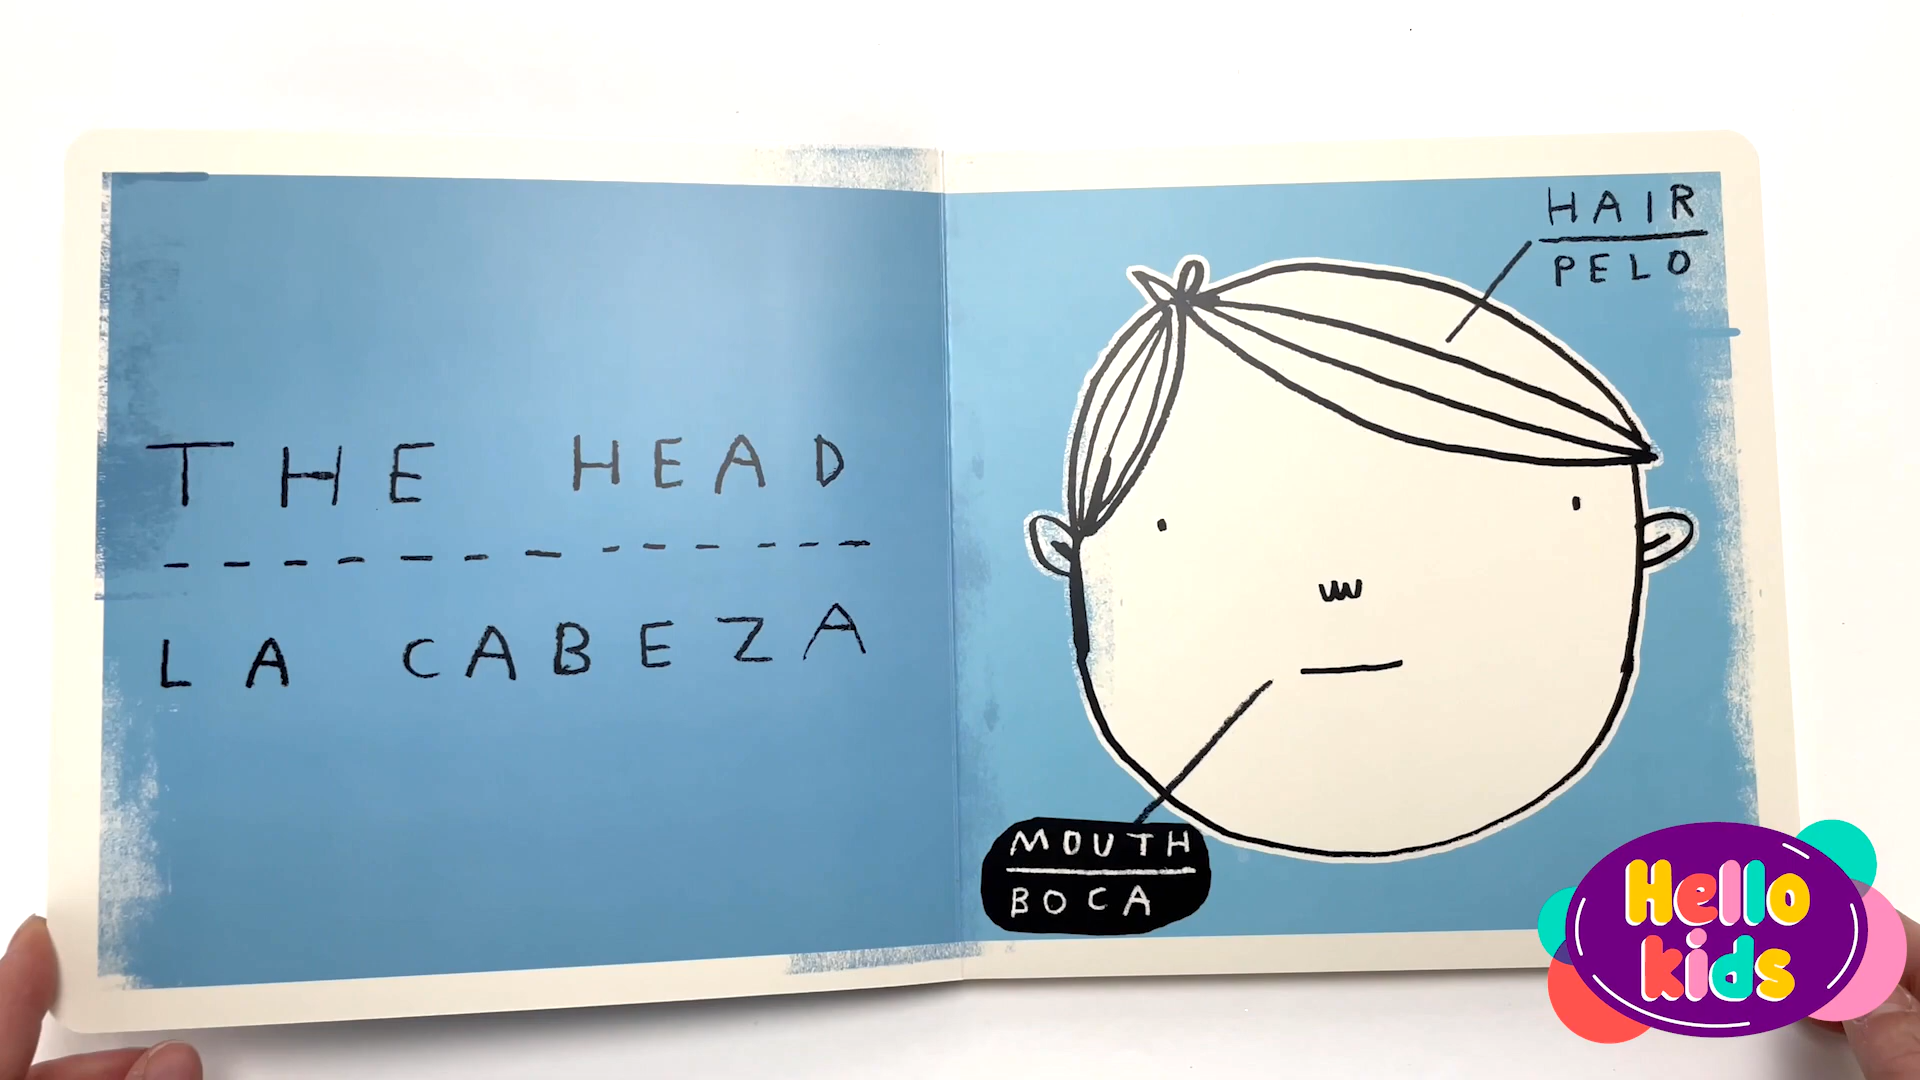 THE HEAD
LA CABEZA
HAIR
PELO
MOUTH
BOCA
Hello
kids